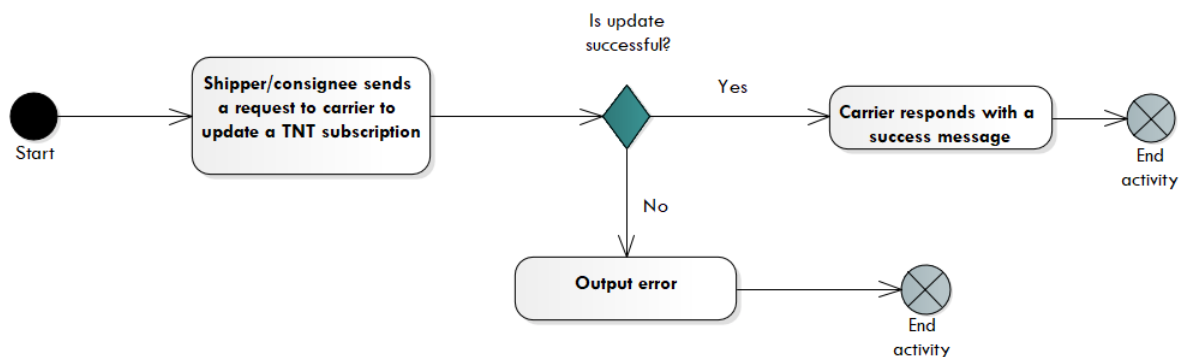 Is update
successful?
Shipper/consignee sends
a request to carrier to
update a TNT subscription
Yes
Carrier responds with a
success message
Start
End
activity
No
Output error
End
activity